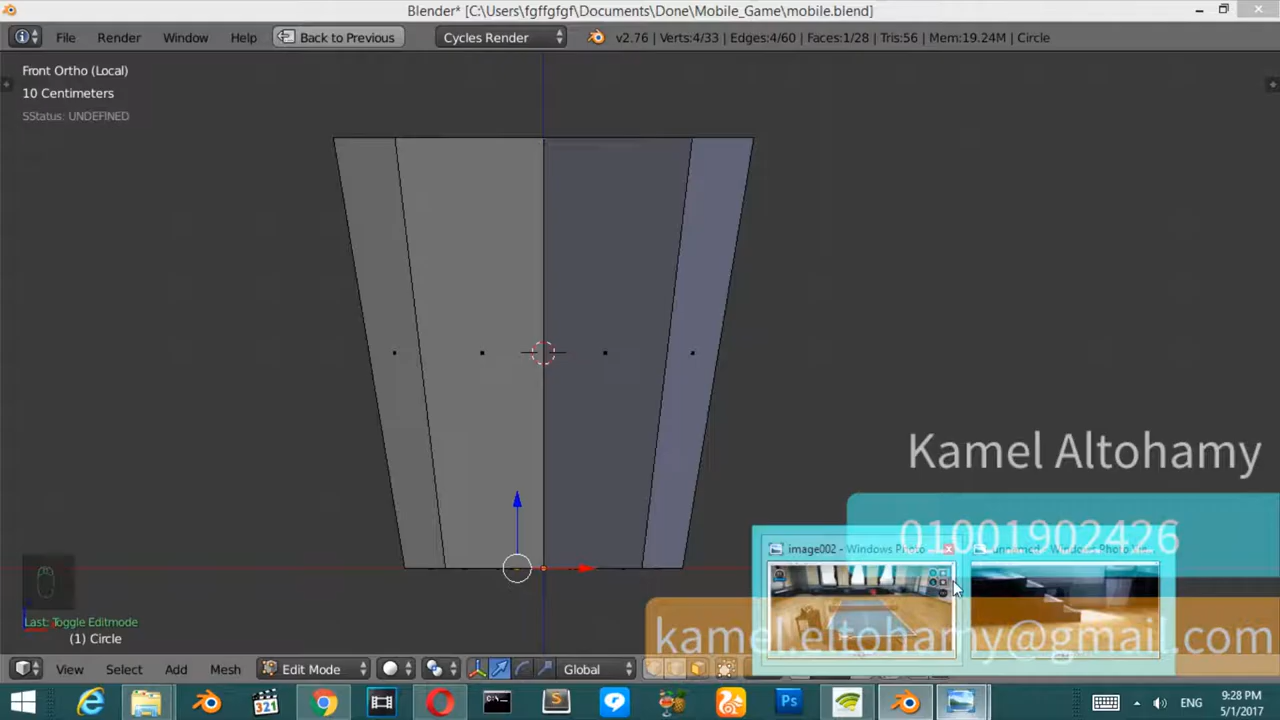 Blender* [C:\Users\fgffgfgf\Documents\Done\Mobile_Game\mobile.blend]
File Render Window Help Back to Previous Cycles Render v2.76 | Verts:4/33 | Edges:4/60 | Faces:1/28 | Tris:56 | Mem:19.24M | Circle
Front Ortho (Local)
10 Centimeters
SStatus: UNDEFINED
Kamel Altohamy
01001902426
image002 - Windows Photo
kamel.eltohamy@gmail.com
Last: Toggle Editmode
(1) Circle
View Select Add Mesh Edit Mode Global
321
Ps
ENG
9:28 PM
5/1/2017